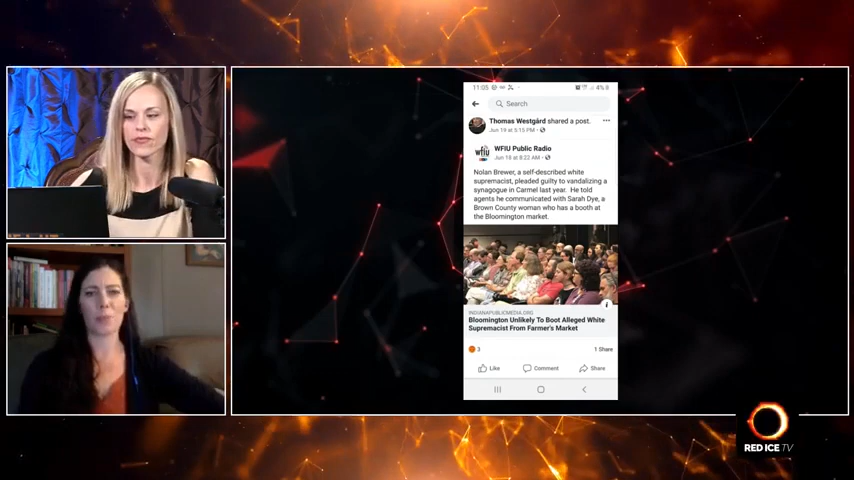 11:05
4%
Search
Thomas Westgård shared a post.
Jun 19 at 5:15 PM ·
wfiu
WFIU Public Radio
Jun 18 at 8:22 AM ·
Nolan Brewer, a self-described white
supremacist, pleaded guilty to vandalizing a
synagogue in Carmel last year. He told
agents he communicated with Sarah Dye, a
Brown County woman who has a booth at
the Bloomington market.
INDIANAPUBLICMEDIA.ORG
Bloomington Unlikely To Boot Alleged White
Supremacist From Farmer's Market
3
1 Share
Like
Comment
Share
RED ICE TV